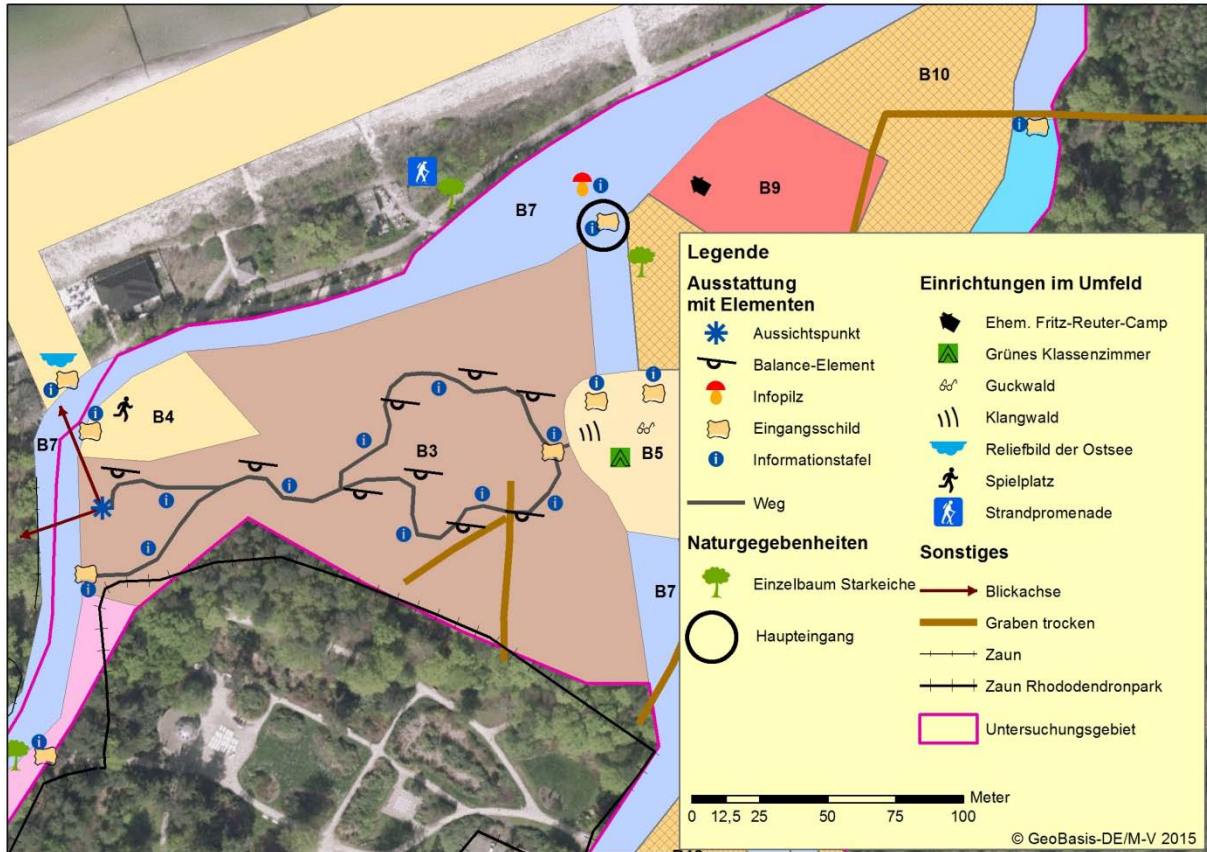 B10
B9
B7
B4
B7
B3
B5
B7
Legende
Ausstattung
mit Elementen
Aussichtspunkt
Balance-Element
Infopilz
Eingangsschild
Informationstafel
Weg
Naturgegebenheiten
Einzelbaum Starkeiche
Haupteingang
Einrichtungen im Umfeld
Ehem. Fritz-Reuter-Camp
Grünes Klassenzimmer
Guckwald
Klangwald
Reliefbild der Ostsee
Spielplatz
Strandpromenade
Sonstiges
Blickachse
Graben trocken
Zaun
Zaun Rhododendronpark
Untersuchungsgebiet
Meter
0 12,5 25 50 75 100
© GeoBasis-DE/M-V 2015